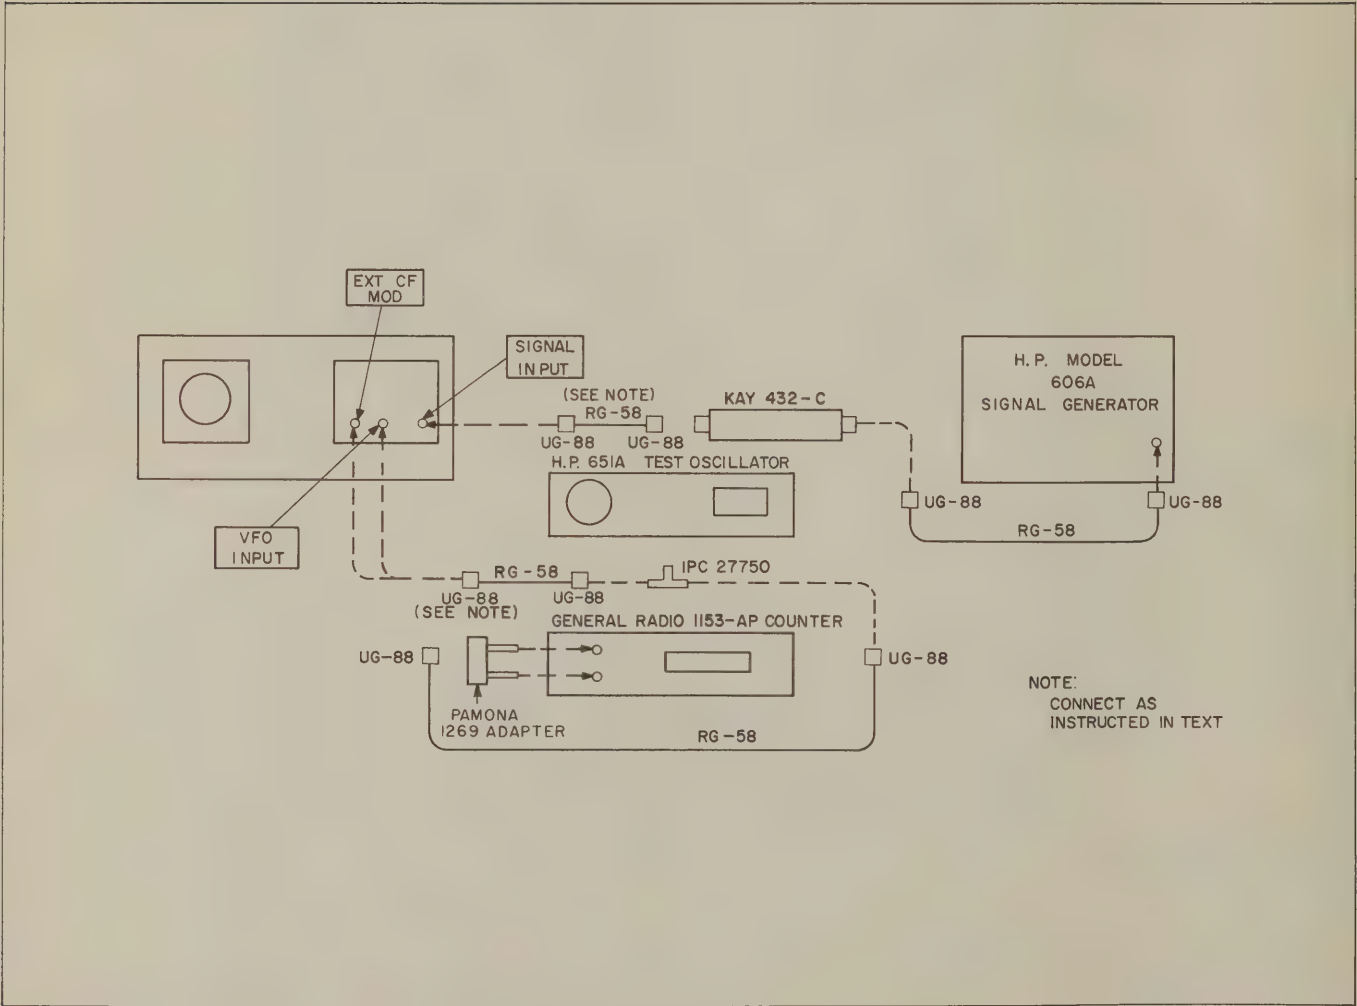 EXT CF
MOD
SIGNAL
INPUT
(SEE NOTE)
RG-58
UG-88
UG-88
KAY 432-C
H.P. MODEL
606A
SIGNAL GENERATOR
H.P. 651A TEST OSCILLATOR
UG-88
UG-88
RG-58
VFO
INPUT
RG-58
UG-88
(SEE NOTE)
UG-88
IPC 27750
GENERAL RADIO 1153-AP COUNTER
UG-88
UG-88
PAMONA
1269 ADAPTER
RG-58
NOTE:
CONNECT AS
INSTRUCTED IN TEXT